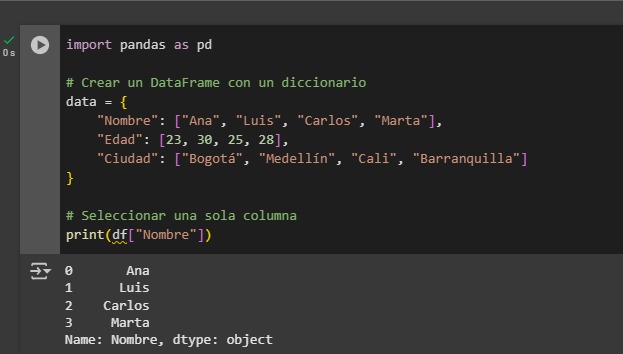 0 s
import pandas as pd
# Crear un DataFrame con un diccionario
data = {
    "Nombre": ["Ana", "Luis", "Carlos", "Marta"],
    "Edad": [23, 30, 25, 28],
    "Ciudad": ["Bogotá", "Medellín", "Cali", "Barranquilla"]
}
# Seleccionar una sola columna
print(df["Nombre"])
0       Ana
1      Luis
2    Carlos
3     Marta
Name: Nombre, dtype: object